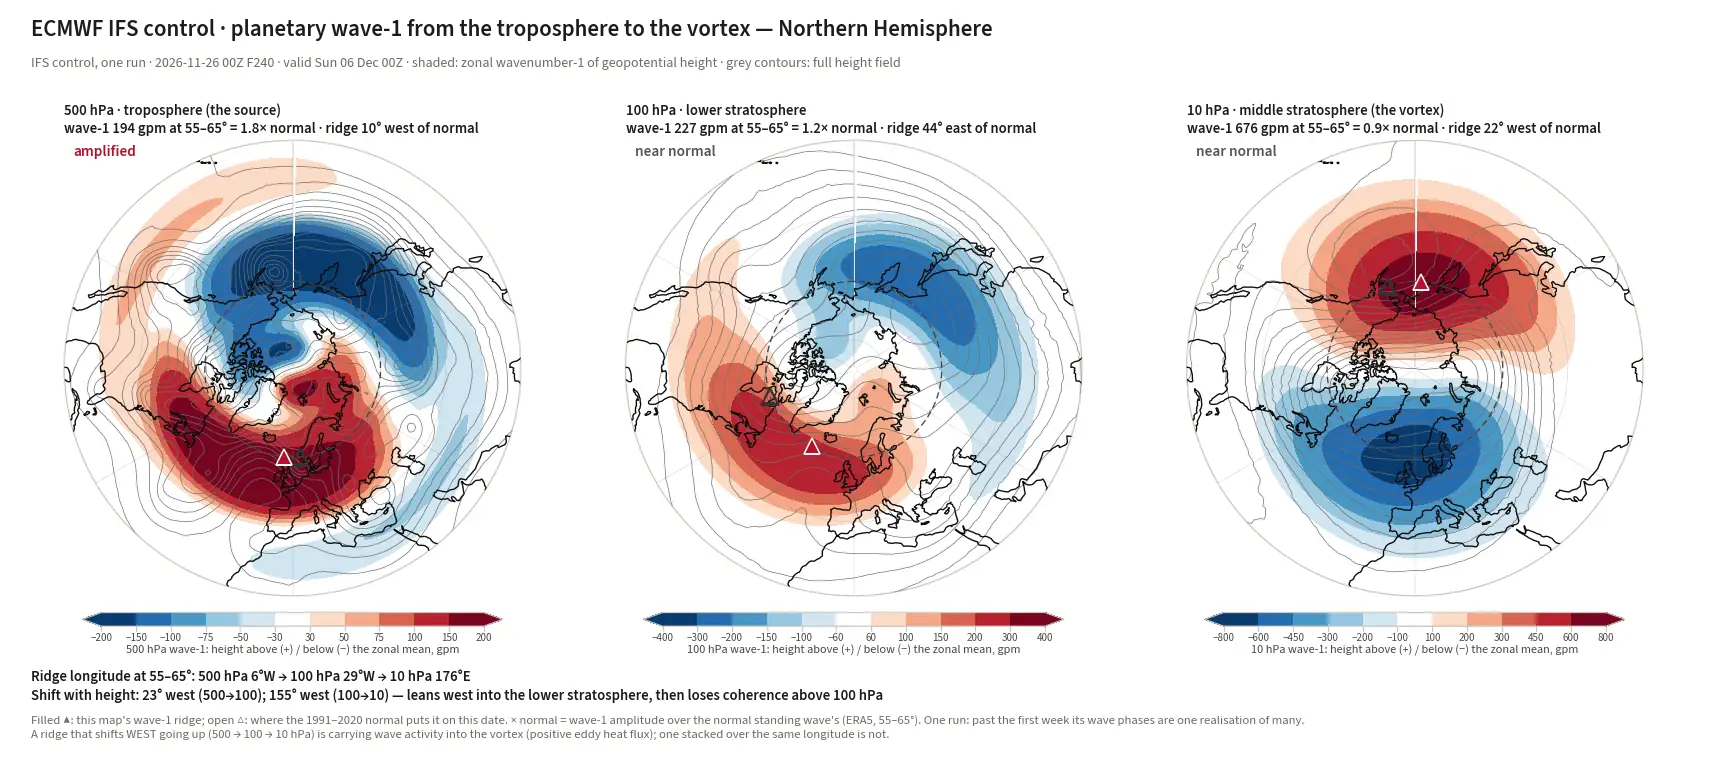 ECMWF IFS control · planetary wave-1 from the troposphere to the vortex — Northern Hemisphere
IFS control, one run · 2026-11-26 00Z F240 · valid Sun 06 Dec 00Z · shaded: zonal wavenumber-1 of geopotential height · grey contours: full height field
500 hPa · troposphere (the source)
wave-1 194 gpm at 55–65° = 1.8× normal · ridge 10° west of normal
amplified
100 hPa · lower stratosphere
wave-1 227 gpm at 55–65° = 1.2× normal · ridge 44° east of normal
near normal
10 hPa · middle stratosphere (the vortex)
wave-1 676 gpm at 55–65° = 0.9× normal · ridge 22° west of normal
near normal
−200 −150 −100 −75 −50 −30 30 50 75 100 150 200
500 hPa wave-1: height above (+) / below (−) the zonal mean, gpm
−400 −300 −200 −150 −100 −60 60 100 150 200 300 400
100 hPa wave-1: height above (+) / below (−) the zonal mean, gpm
−800 −600 −450 −300 −200 −100 100 200 300 450 600 800
10 hPa wave-1: height above (+) / below (−) the zonal mean, gpm
Ridge longitude at 55–65°: 500 hPa 6°W → 100 hPa 29°W → 10 hPa 176°E
Shift with height: 23° west (500→100); 155° west (100→10) — leans west into the lower stratosphere, then loses coherence above 100 hPa
Filled ▲: this map's wave-1 ridge; open △: where the 1991–2020 normal puts it on this date. × normal = wave-1 amplitude over the normal standing wave's (ERA5, 55–65°). One run: past the first week its wave phases are one realisation of many.
A ridge that shifts WEST going up (500 → 100 → 10 hPa) is carrying wave activity into the vortex (positive eddy heat flux); one stacked over the same longitude is not.